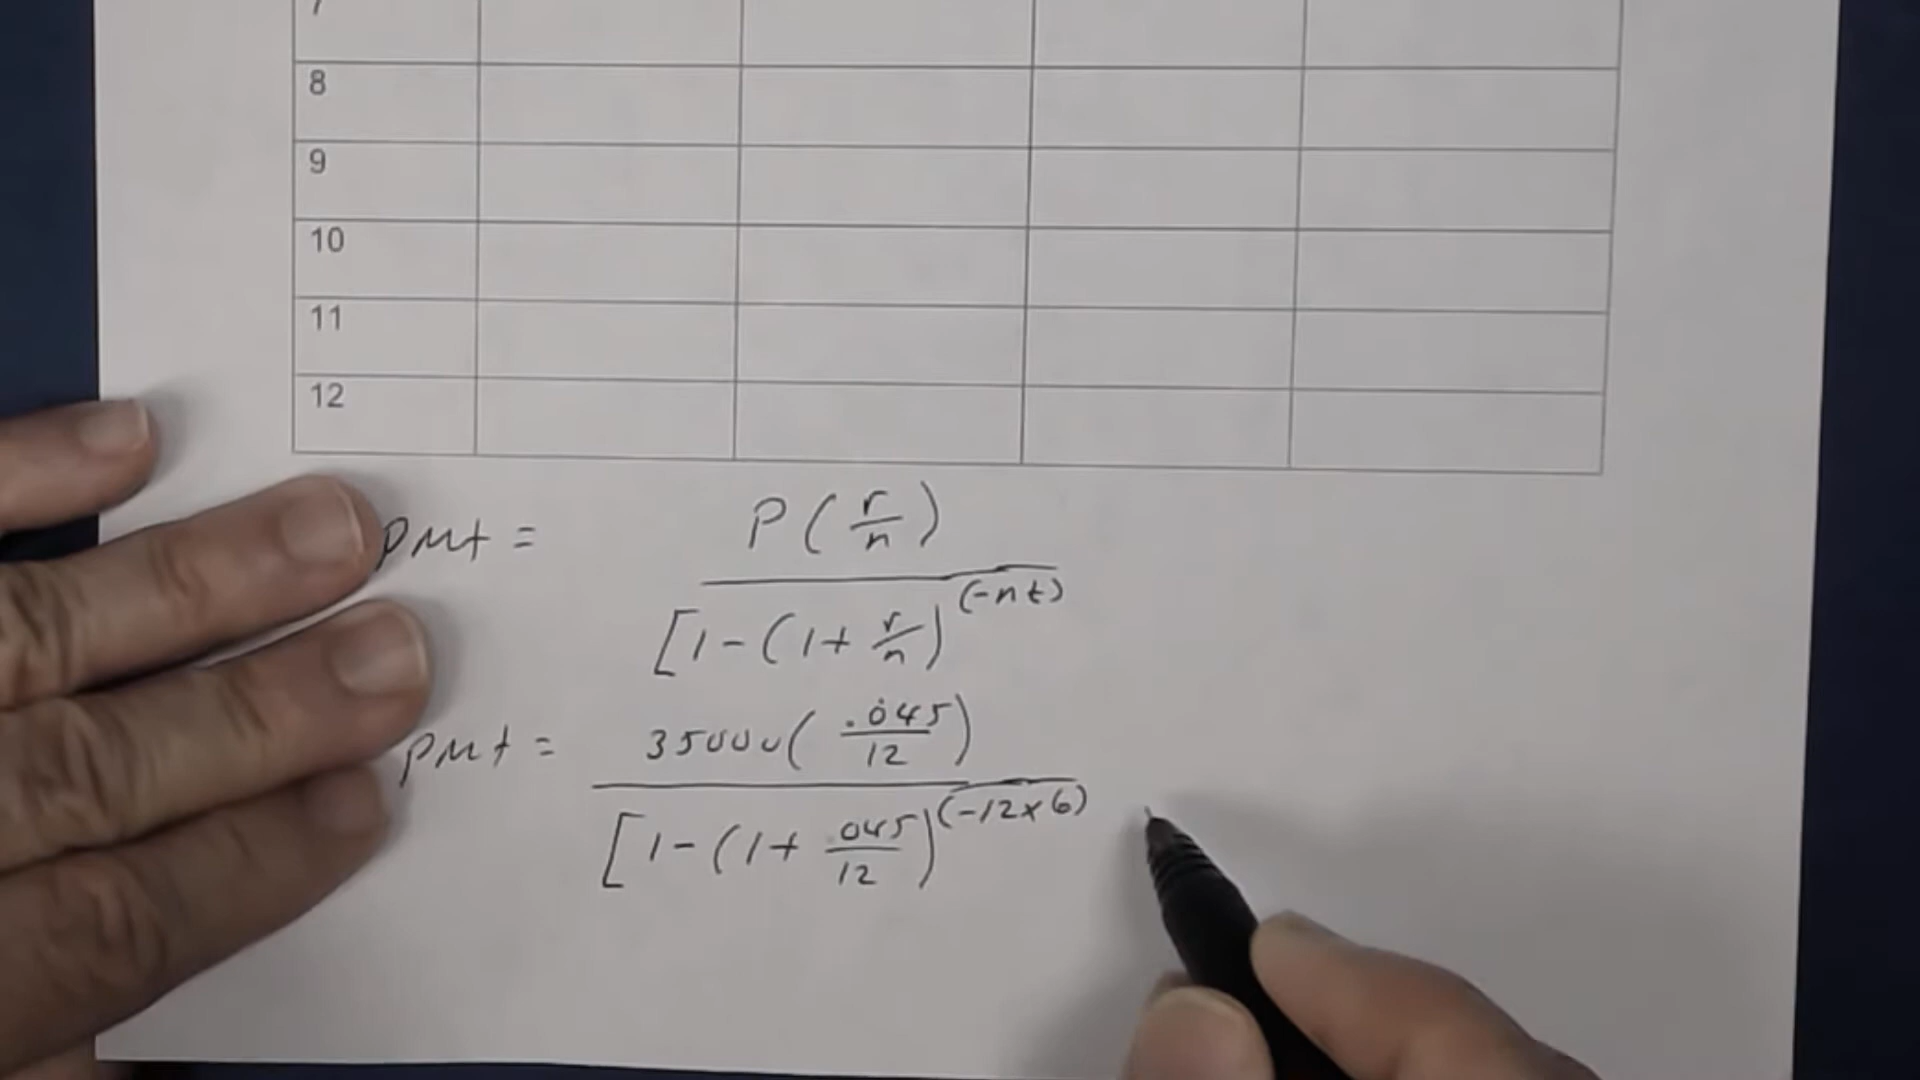 7
8
9
10
11
12
pmt = P ( r/n )
[ 1 - ( 1 + r/n ) (-nt)
pmt = 35000 ( .045/12 )
[ 1 - ( 1 + .045/12 ) (-12 x 6)